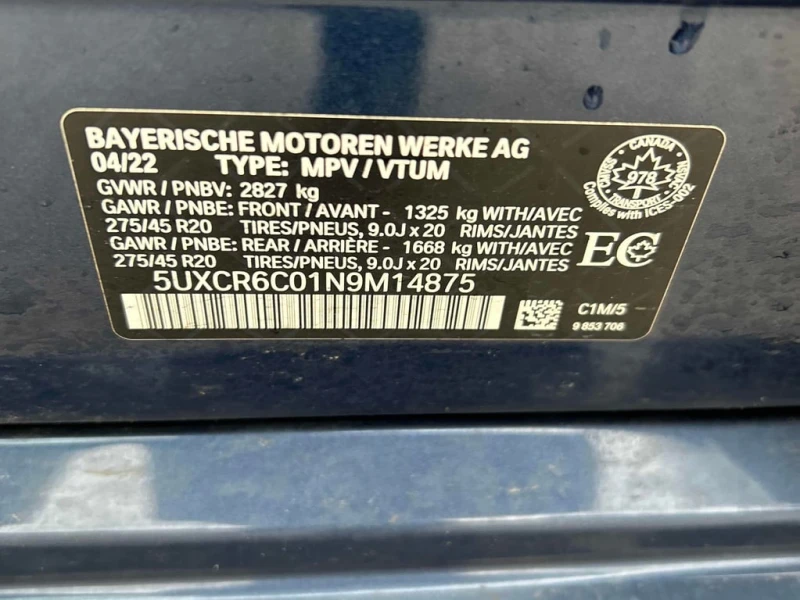 BAYERISCHE MOTOREN WERKE AG
04/22 TYPE: MPV / VTUM
GVWR / PNBV: 2827 kg
GAWR / PNBE: FRONT / AVANT - 1325 kg WITH/AVEC
275/45 R20 TIRES/PNEUS, 9.0J x 20 RIMS/JANTES
GAWR / PNBE: REAR / ARRIÈRE - 1668 kg WITH/AVEC
275/45 R20 TIRES/PNEUS, 9.0J x 20 RIMS/JANTES
5UXCR6C01N9M14875
CANADA
978
TRANSPORT
Complies with ICES-002
EC
C1M/5
9 853 706